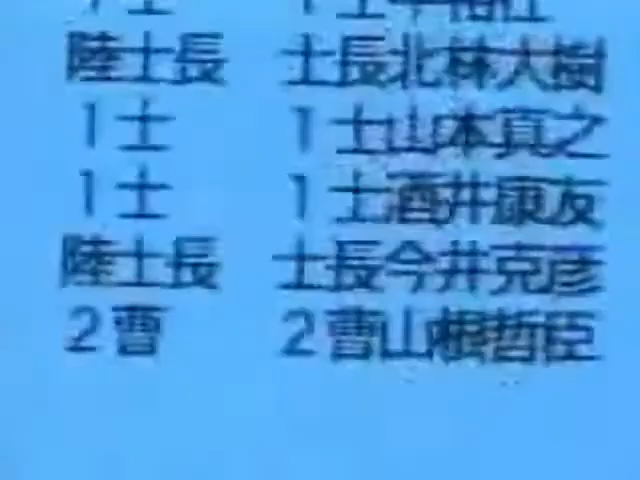 陸士長 士長北林大樹
1士 1士山本真之
1士 1士酒井康友
陸士長 士長今井克彦
2曹 2曹山根哲臣